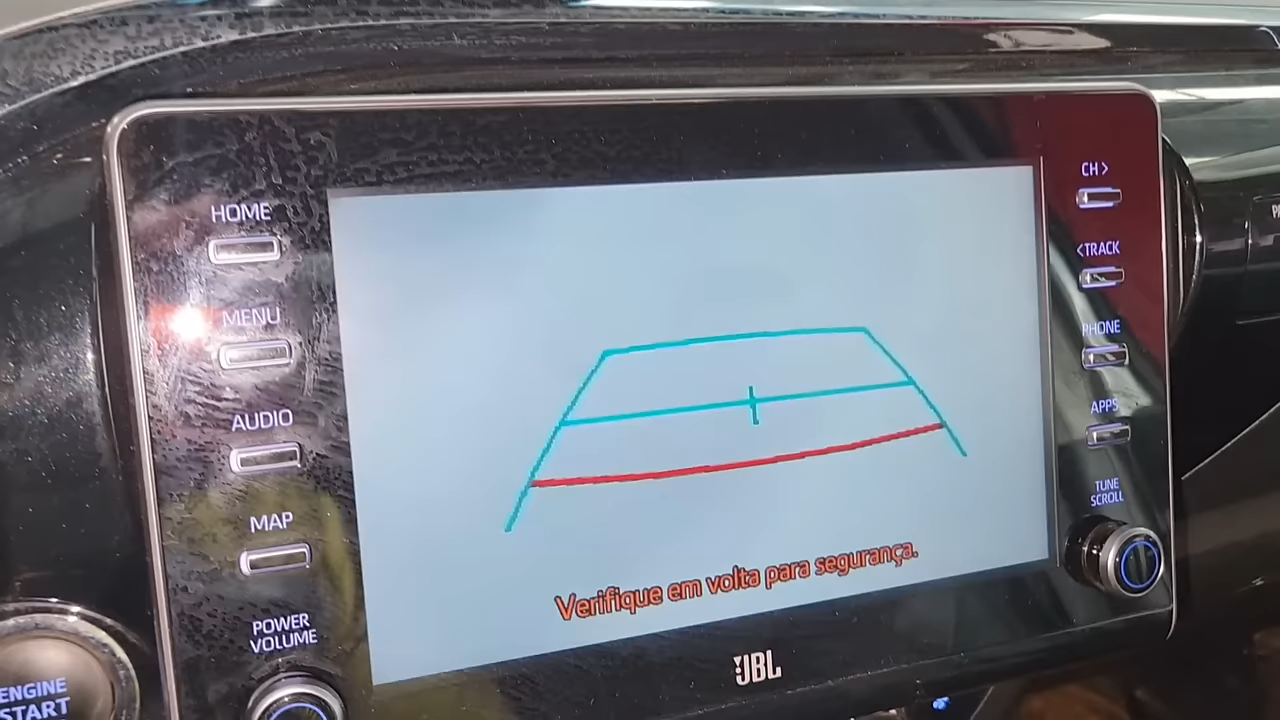 HOME
MENU
AUDIO
MAP
POWER
VOLUME
ENGINE
START
Verifique em volta para segurança.
JBL
CH>
<TRACK
PHONE
APPS
TUNE
SCROLL